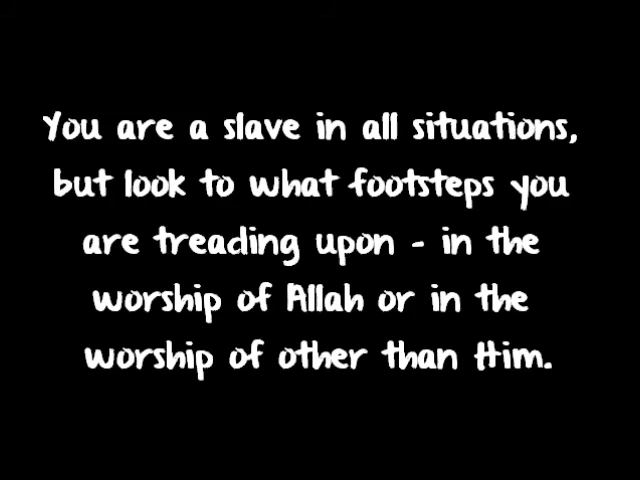 You are a slave in all situations,
but look to what footsteps you
are treading upon - in the
worship of Allah or in the
worship of other than Him.